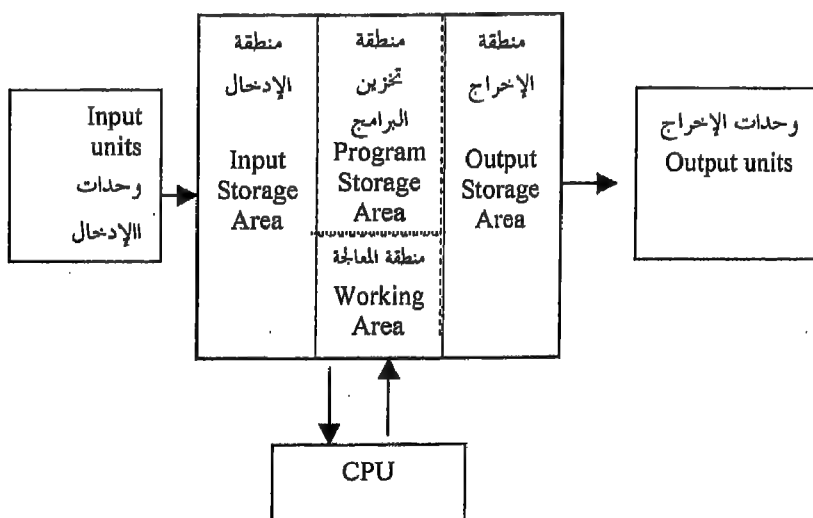 Input
units
وحدات
االإدخال
منطقة
الإدخال
Input
Storage
Area
منطقة
تخزين
البرامج
Program
Storage
Area
منطقة المعالجة
Working
Area
منطقة
الإخراج
Output
Storage
Area
وحدات الإخراج
Output units
CPU